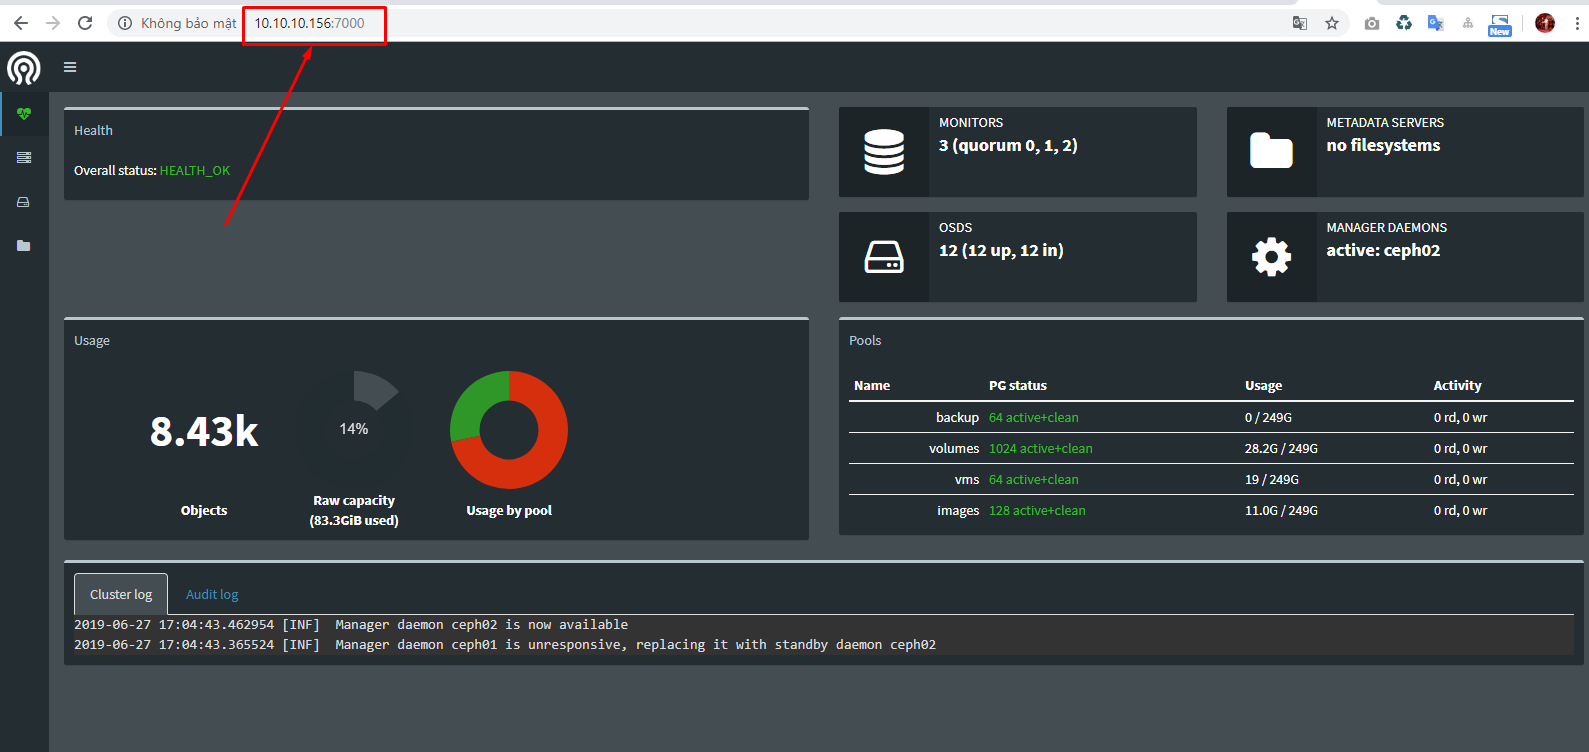 Không bảo mật 10.10.10.156:7000
New
Health
Overall status: HEALTH_OK
MONITORS
3 (quorum 0, 1, 2)
METADATA SERVERS
no filesystems
OSDS
12 (12 up, 12 in)
MANAGER DAEMONS
active: ceph02
Usage
8.43k
Objects
14%
Raw capacity
(83.3GiB used)
Usage by pool
Pools
Name PG status Usage Activity
backup 64 active+clean 0 / 249G 0 rd, 0 wr
volumes 1024 active+clean 28.2G / 249G 0 rd, 0 wr
vms 64 active+clean 19 / 249G 0 rd, 0 wr
images 128 active+clean 11.0G / 249G 0 rd, 0 wr
Cluster log Audit log
2019-06-27 17:04:43.462954 [INF] Manager daemon ceph02 is now available
2019-06-27 17:04:43.365524 [INF] Manager daemon ceph01 is unresponsive, replacing it with standby daemon ceph02